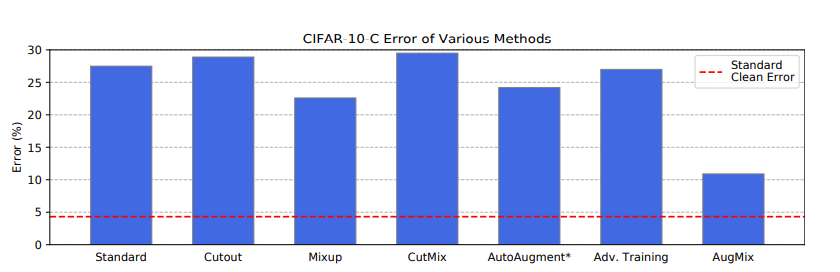 CIFAR-10-C Error of Various Methods
30
25
20
15
10
5
0
Error (%)
Standard
Clean Error
Standard
Cutout
Mixup
CutMix
AutoAugment*
Adv. Training
AugMix